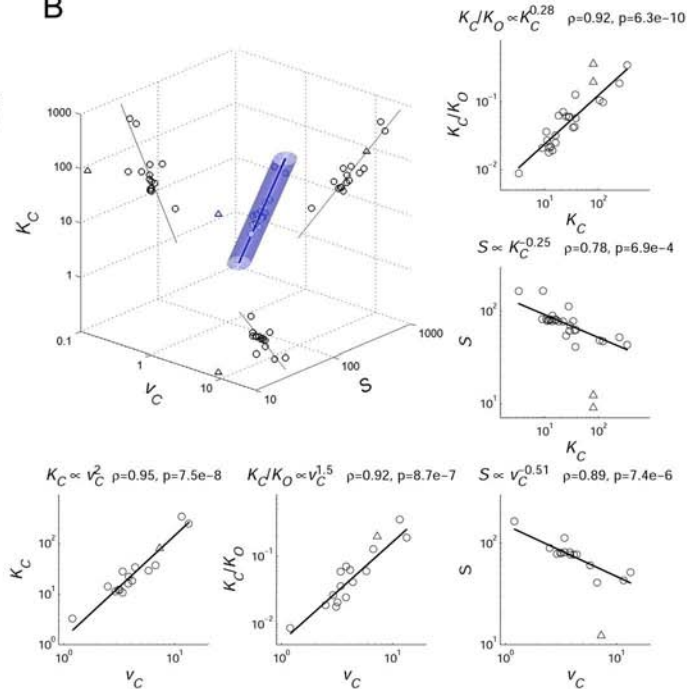 B
K_C/K_O ∝K_C^0.28 ρ=0.92, p=6.3e−10
K_C/K_O
10^-1
10^-2
10^1 10^2
K_C
1000
100
10
1
K_C
0.1
1
10
v_C
10
100
1000
S
S ∝ K_C^−0.25 ρ=0.78, p=6.9e−4
S
10^2
10^1
10^1 10^2
K_C
K_C ∝ v_C^2 ρ=0.95, p=7.5e−8
K_C
10^2
10^1
10^0
10^0 10^1
v_C
K_C/K_O ∝v_C^1.5 ρ=0.92, p=8.7e−7
K_C/K_O
10^-1
10^-2
10^0 10^1
v_C
S ∝ v_C^−0.51 ρ=0.89, p=7.4e−6
S
10^2
10^1
10^0 10^1
v_C